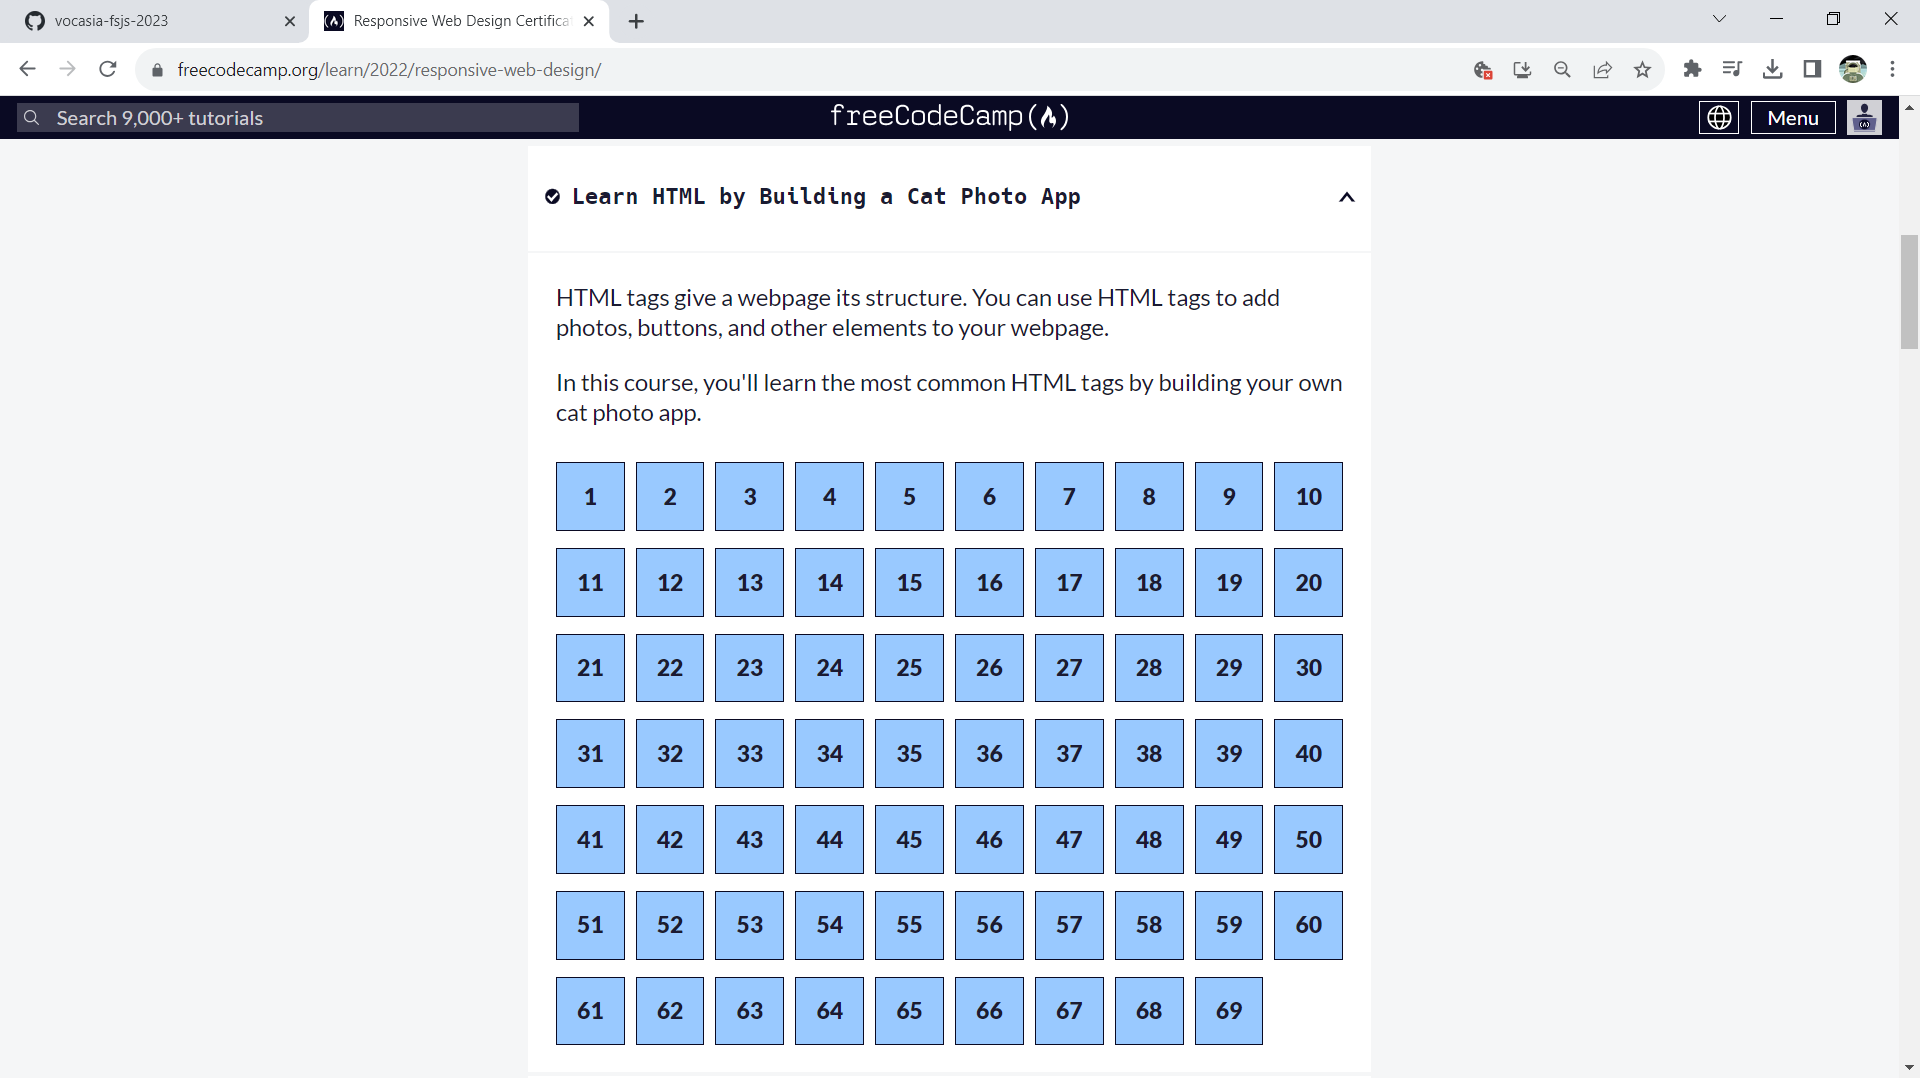 vocasia-fsjs-2023
Responsive Web Design Certifica
freecodecamp.org/learn/2022/responsive-web-design/
Search 9,000+ tutorials
freeCodeCamp(🔥)
Menu
Learn HTML by Building a Cat Photo App
HTML tags give a webpage its structure. You can use HTML tags to add
photos, buttons, and other elements to your webpage.
In this course, you'll learn the most common HTML tags by building your own
cat photo app.
1 2 3 4 5 6 7 8 9 10
11 12 13 14 15 16 17 18 19 20
21 22 23 24 25 26 27 28 29 30
31 32 33 34 35 36 37 38 39 40
41 42 43 44 45 46 47 48 49 50
51 52 53 54 55 56 57 58 59 60
61 62 63 64 65 66 67 68 69